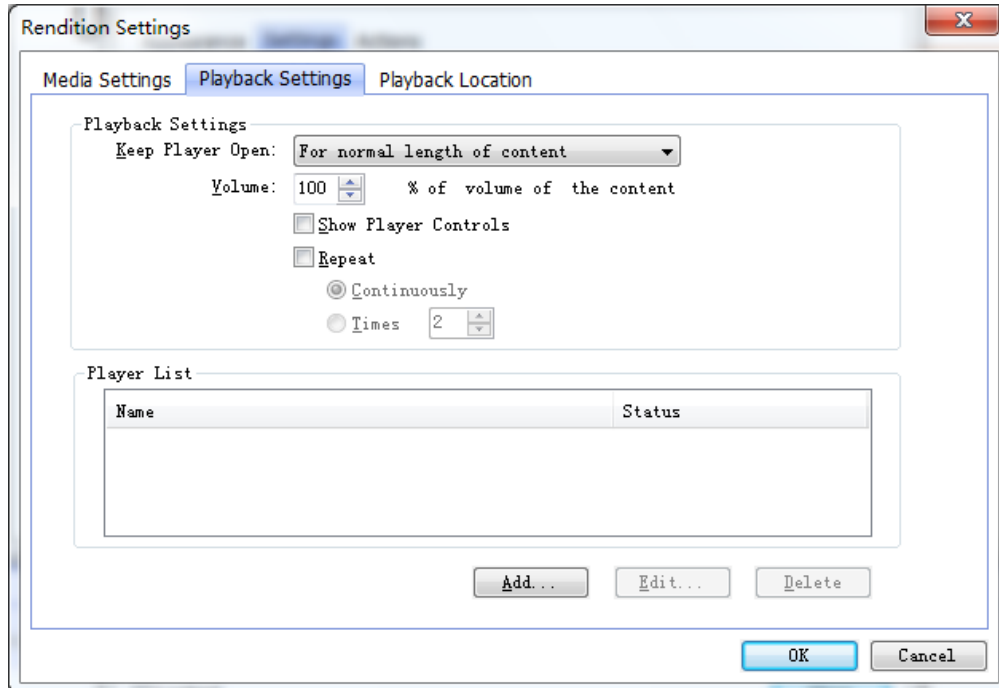 Rendition Settings
Settings Actions
Media Settings Playback Settings Playback Location
Playback Settings
Keep Player Open: For normal length of content
Volume: 100 % of volume of the content
Show Player Controls
Repeat
Continuously
Times 2
Player List
Name Status
Add... Edit... Delete
OK Cancel